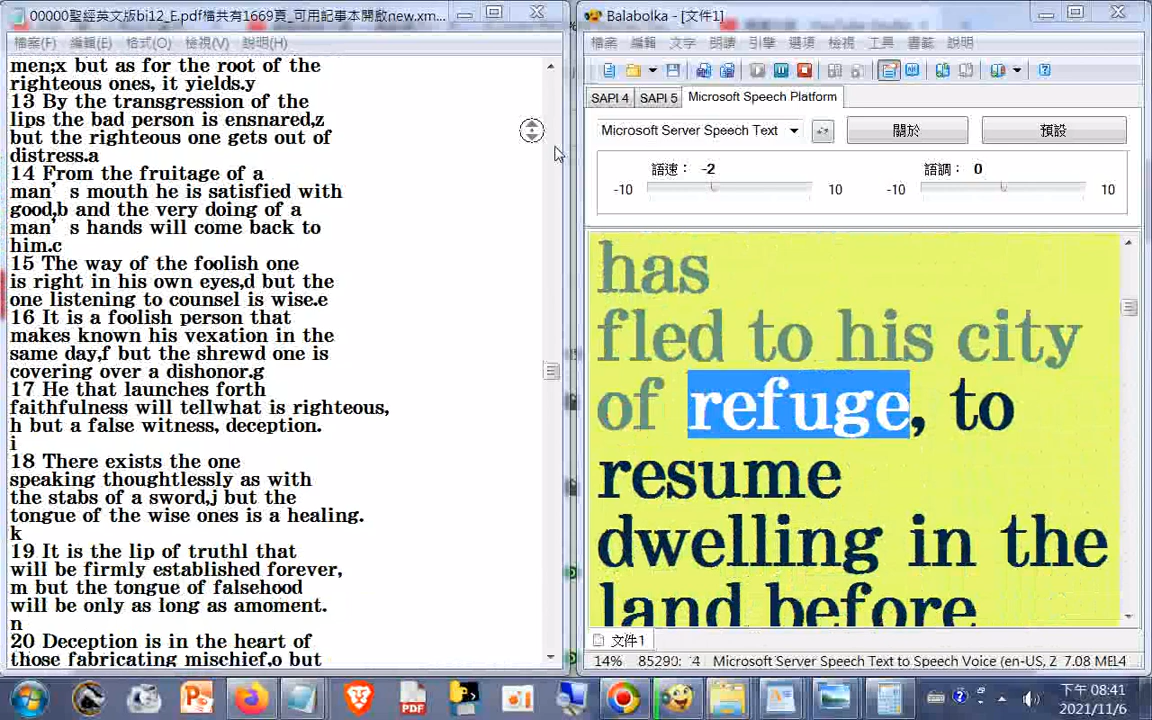 00000聖經英文版bi12_E.pdf檔共有1669頁_可用記事本開啟new.xm...
檔案(F) 編輯(E) 格式(O) 檢視(V) 說明(H)
men;x but as for the root of the
righteous ones, it yields.y
13 By the transgression of the
lips the bad person is ensnared,z
but the righteous one gets out of
distress.a
14 From the fruitage of a
man’s mouth he is satisfied with
good,b and the very doing of a
man’s hands will come back to
him.c
15 The way of the foolish one
is right in his own eyes,d but the
one listening to counsel is wise.e
16 It is a foolish person that
makes known his vexation in the
same day,f but the shrewd one is
covering over a dishonor.g
17 He that launches forth
faithfulness will tellwhat is righteous,
h but a false witness, deception.
i
18 There exists the one
speaking thoughtlessly as with
the stabs of a sword,j but the
tongue of the wise ones is a healing.
k
19 It is the lip of truthl that
will be firmly established forever,
m but the tongue of falsehood
will be only as long as amoment.
n
20 Deception is in the heart of
those fabricating mischief,o but
Balabolka - [文件1]
檔案 編輯 文字 朗讀 引擎 選項 檢視 工具 書籤 說明
SAPI 4 SAPI 5 Microsoft Speech Platform
Microsoft Server Speech Text 關於 預設
語速： -2 語調： 0
-10 10 -10 10
has
fled to his city
of refuge, to
resume
dwelling in the
land before
文件1
14% Microsoft Server Speech Text to Speech Voice (en-US, Z 7.08 ME14
PDF
下午 08:41
2021/11/6